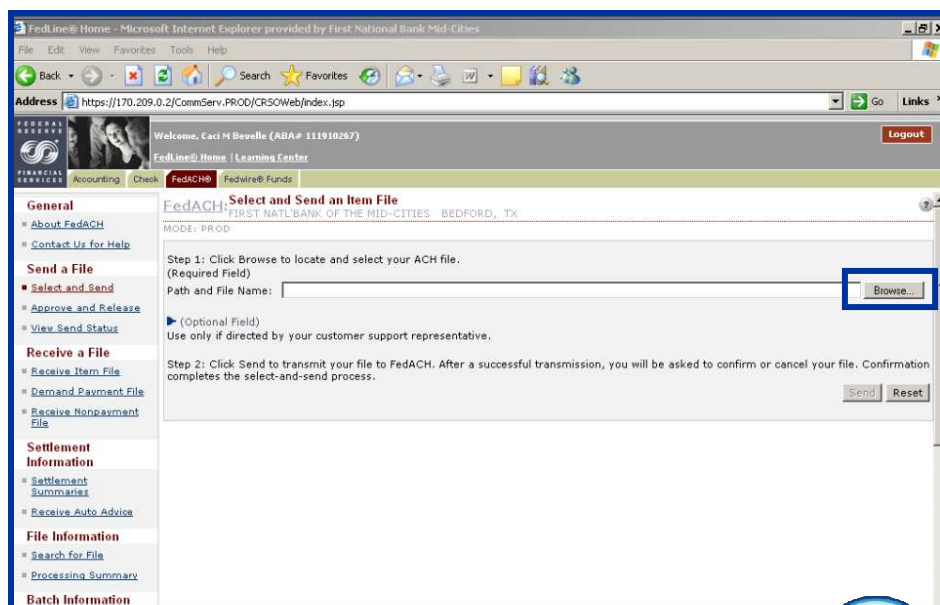 FedLine® Home - Microsoft Internet Explorer provided by First National Bank Mid-Cities
File Edit View Favorites Tools Help
Back Search Favorites
Address https://170.209.0.2/CommServ.PROD/CRSOWeb/index.jsp Go Links
FEDERAL RESERVE
Welcome, Caci M Bevelle (ABA# 111910267) Logout
FedLine® Home | Learning Center
FINANCIAL SERVICES
Accounting Check FedACH® Fedwire® Funds
General
About FedACH
Contact Us for Help
Send a File
Select and Send
Approve and Release
View Send Status
Receive a File
Receive Item File
Demand Payment File
Receive Nonpayment
File
Settlement
Information
Settlement
Summaries
Receive Auto Advice
File Information
Search for File
Processing Summary
Batch Information
FedACH: Select and Send an Item File
FIRST NATL'BANK OF THE MID-CITIES BEDFORD, TX
MODE: PROD
Step 1: Click Browse to locate and select your ACH file.
(Required Field)
Path and File Name: Browse...
(Optional Field)
Use only if directed by your customer support representative.
Step 2: Click Send to transmit your file to FedACH. After a successful transmission, you will be asked to confirm or cancel your file. Confirmation
completes the select-and-send process.
Send Reset